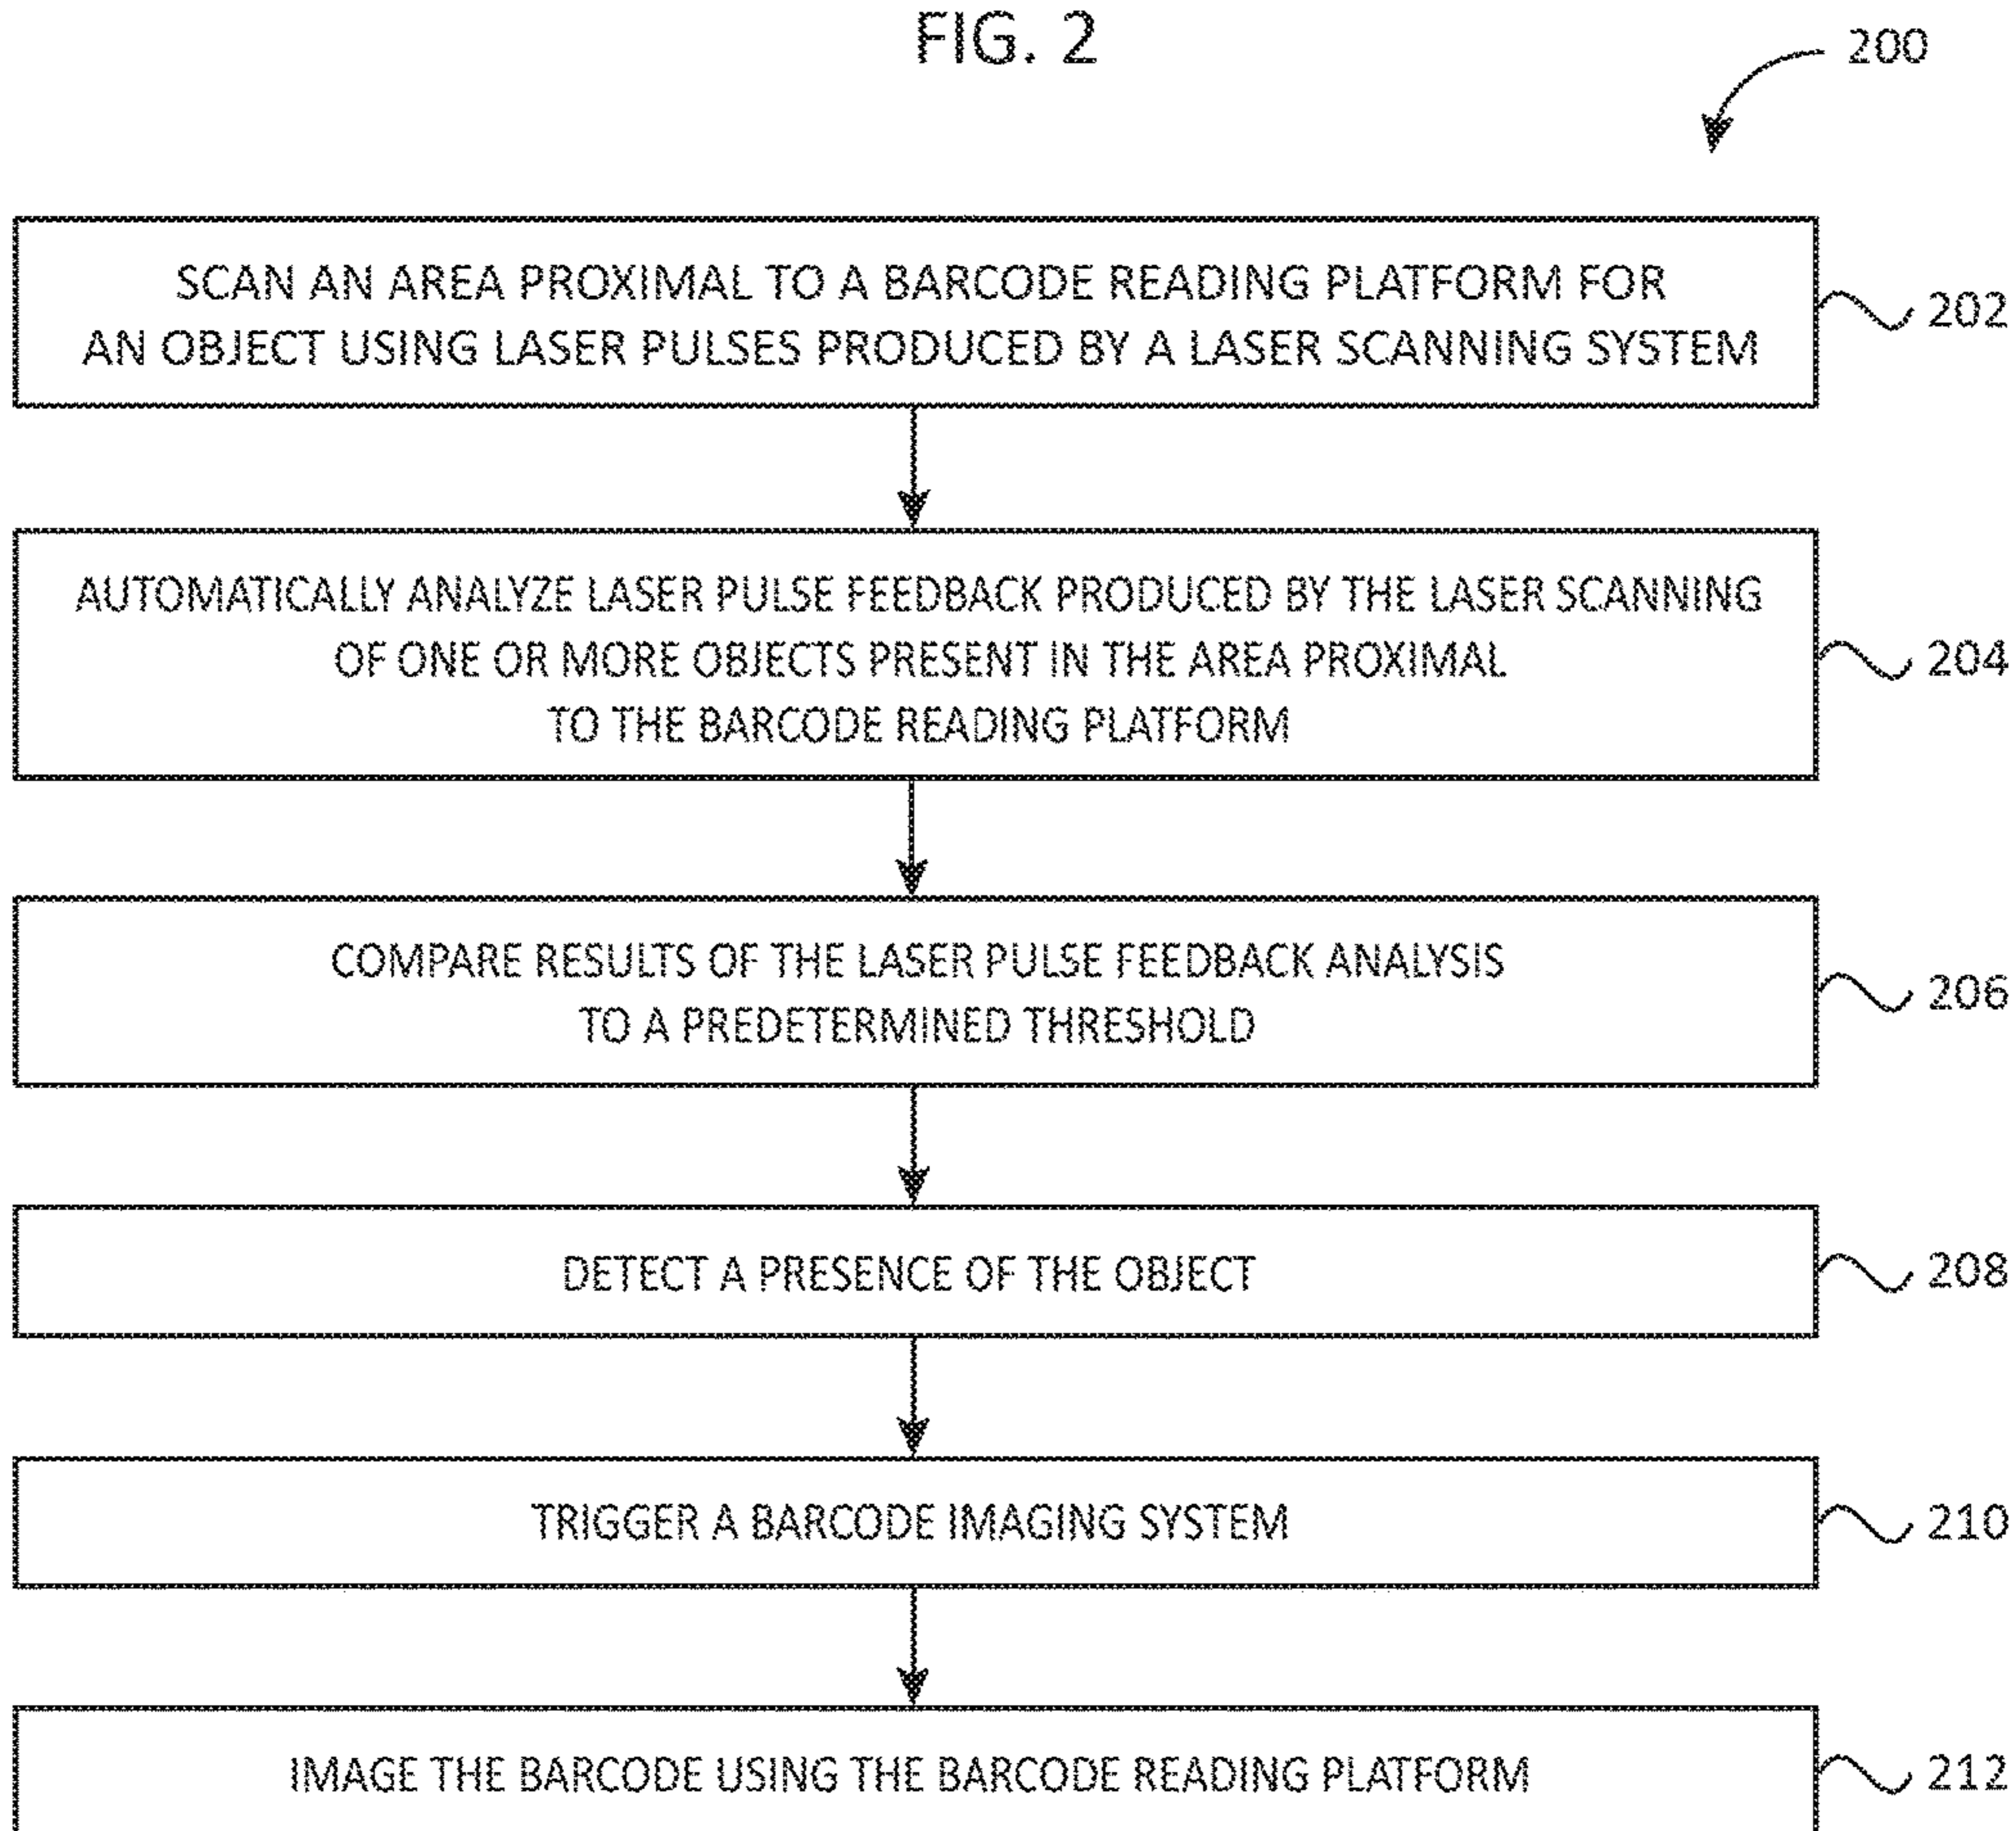 FIG. 2
200
SCAN AN AREA PROXIMAL TO A BARCODE READING PLATFORM FOR
AN OBJECT USING LASER PULSES PRODUCED BY A LASER SCANNING SYSTEM
202
AUTOMATICALLY ANALYZE LASER PULSE FEEDBACK PRODUCED BY THE LASER SCANNING
OF ONE OR MORE OBJECTS PRESENT IN THE AREA PROXIMAL
TO THE BARCODE READING PLATFORM
204
COMPARE RESULTS OF THE LASER PULSE FEEDBACK ANALYSIS
TO A PREDETERMINED THRESHOLD
206
DETECT A PRESENCE OF THE OBJECT
208
TRIGGER A BARCODE IMAGING SYSTEM
210
IMAGE THE BARCODE USING THE BARCODE READING PLATFORM
212